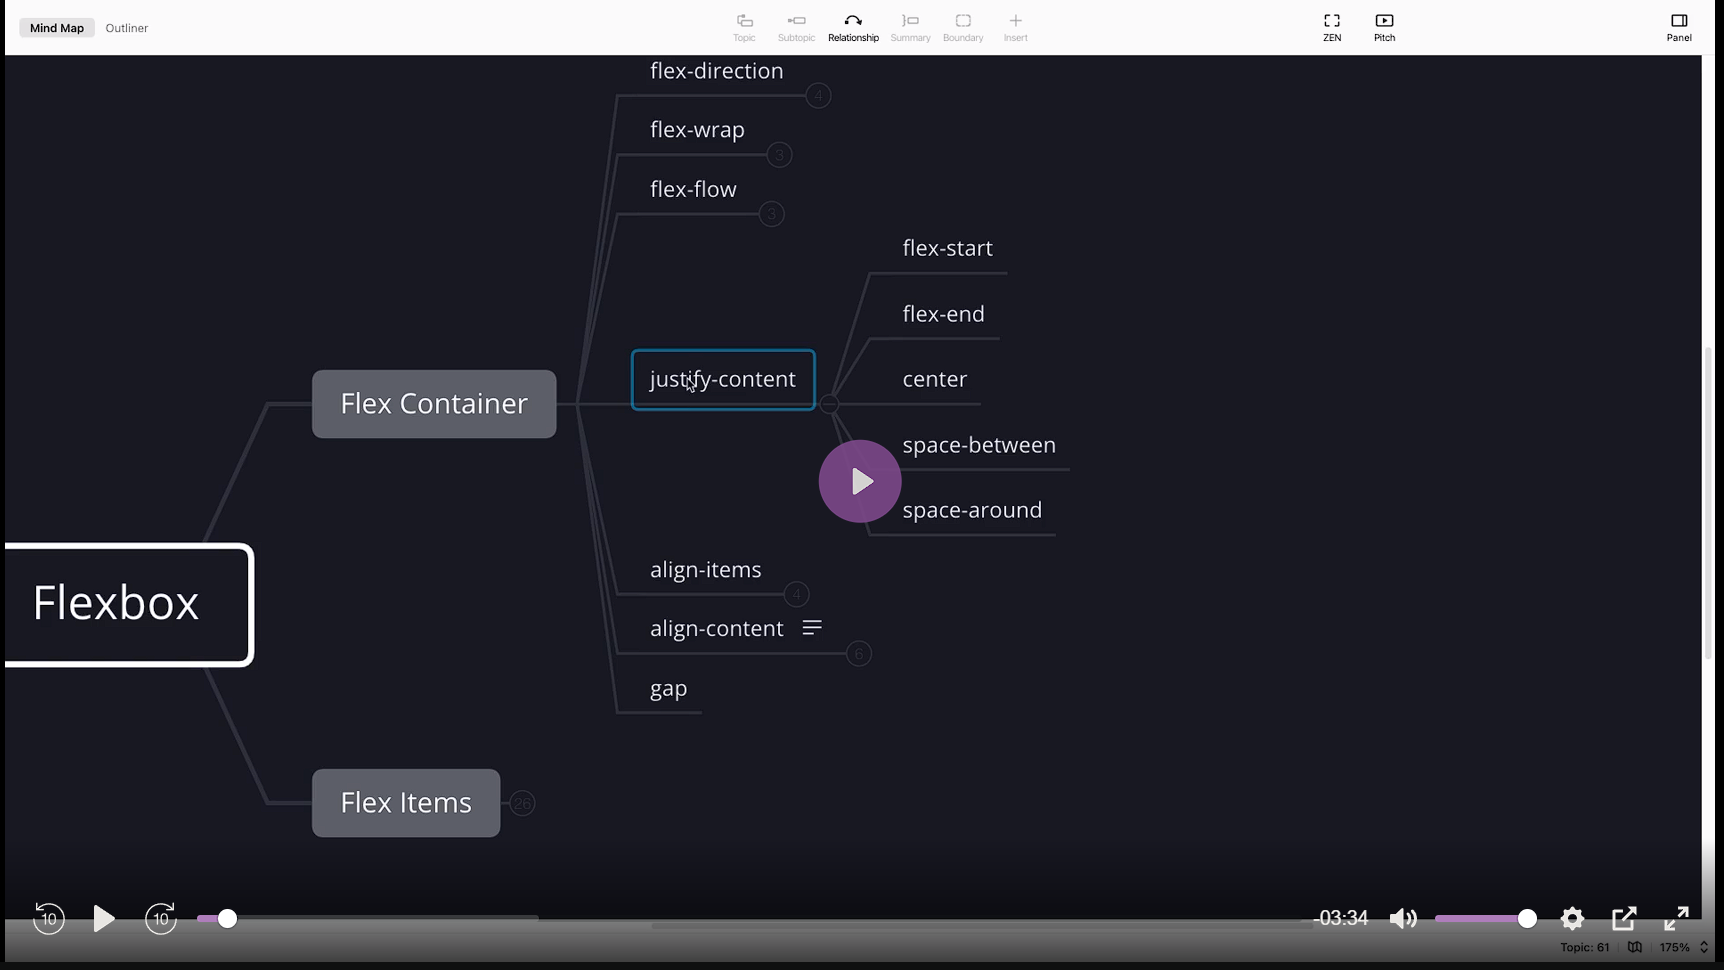 Mind Map Outliner
Topic Subtopic Relationship Summary Boundary Insert
ZEN Pitch
Panel
flex-direction
4
flex-wrap
3
flex-flow
3
flex-start
flex-end
justify-content
center
Flex Container
space-between
space-around
align-items
4
Flexbox
align-content
6
gap
Flex Items
26
10
10
-03:34
Topic: 61
175%